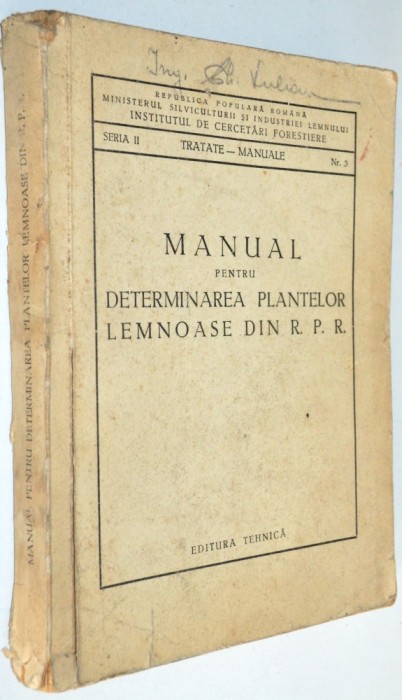 Ing.
REPUBLICA POPULARĂ ROMÂNĂ
MINISTERUL SILVICULTURII ȘI INDUSTRIEI LEMNULUI
INSTITUTUL DE CERCETĂRI FORESTIERE
SERIA II TRATATE — MANUALE Nr. 3
MANUAL
PENTRU
DETERMINAREA PLANTELOR
LEMNOASE DIN R. P. R.
EDITURA TEHNICĂ
MANUAL PENTRU DETERMINAREA PLANTELOR LEMNOASE DIN R. P. R.